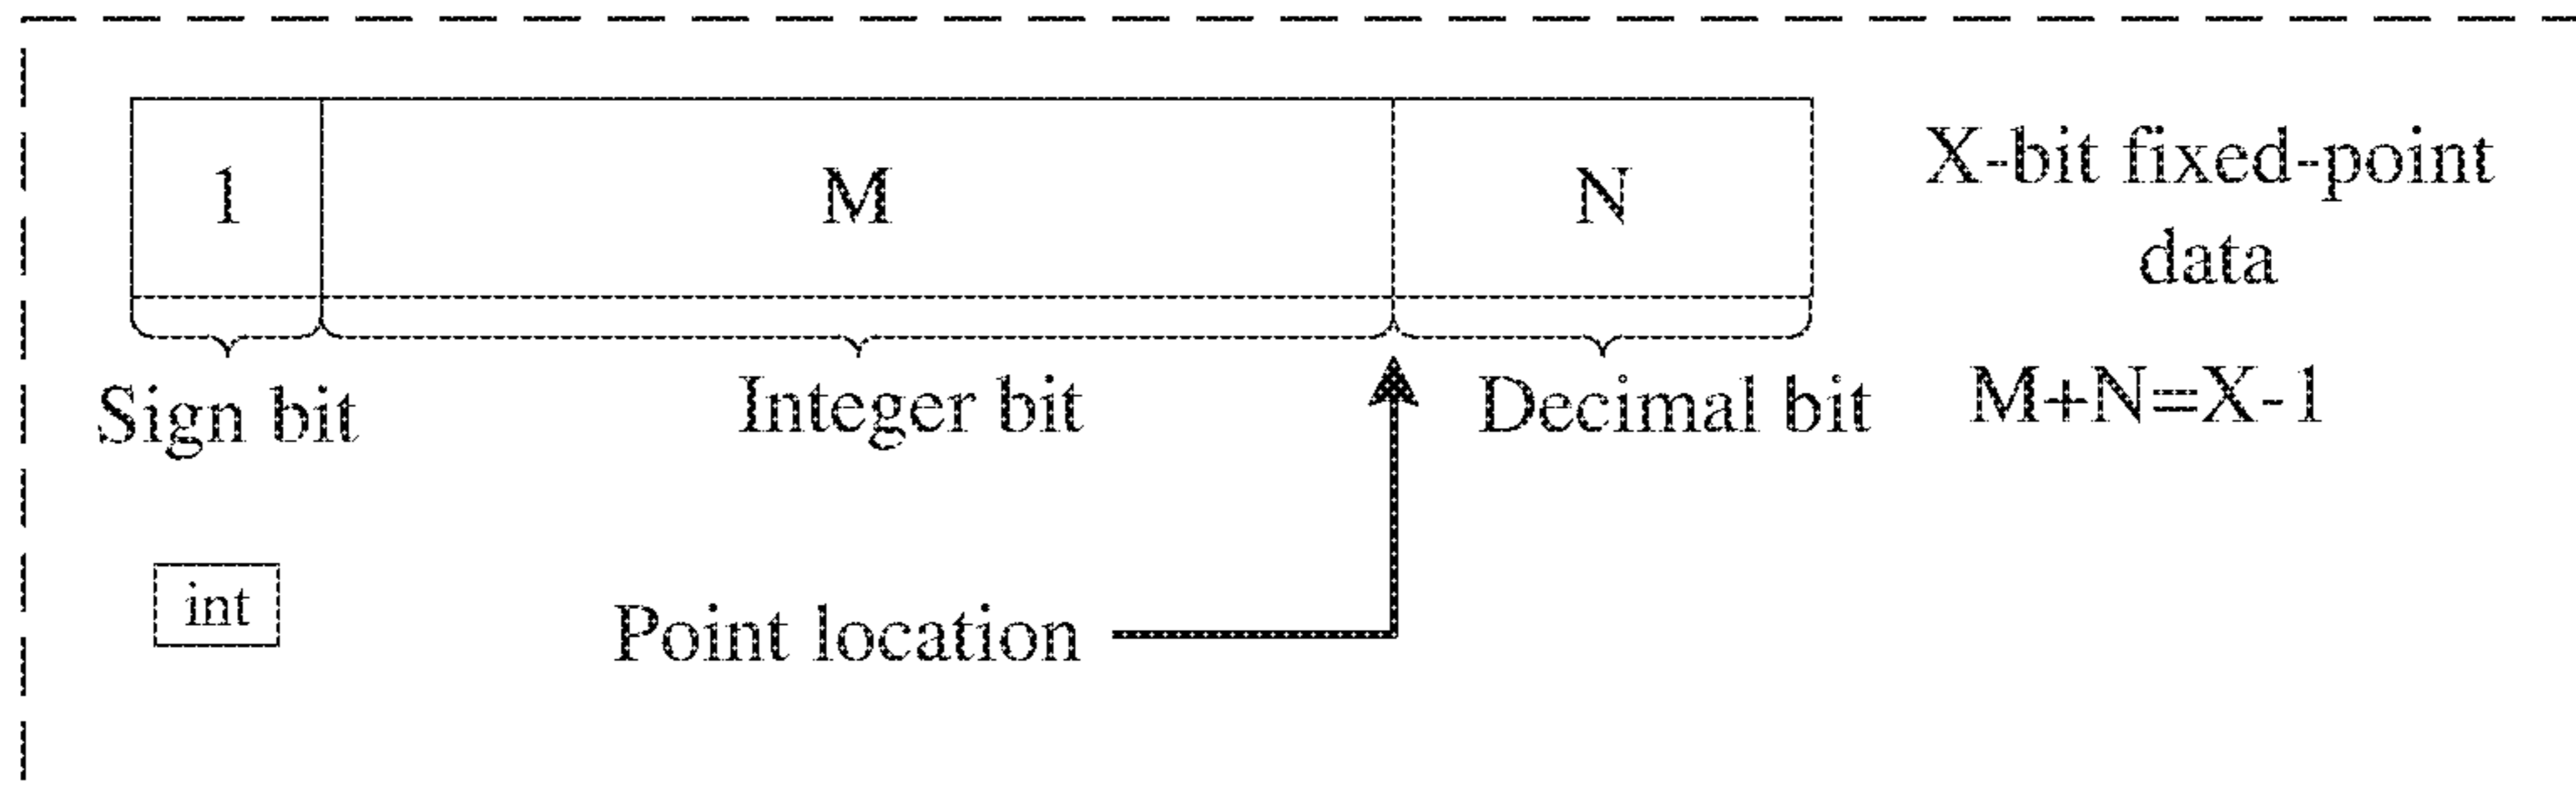 1 M N
X-bit fixed-point
data
Sign bit Integer bit Decimal bit M+N=X-1
int
Point location